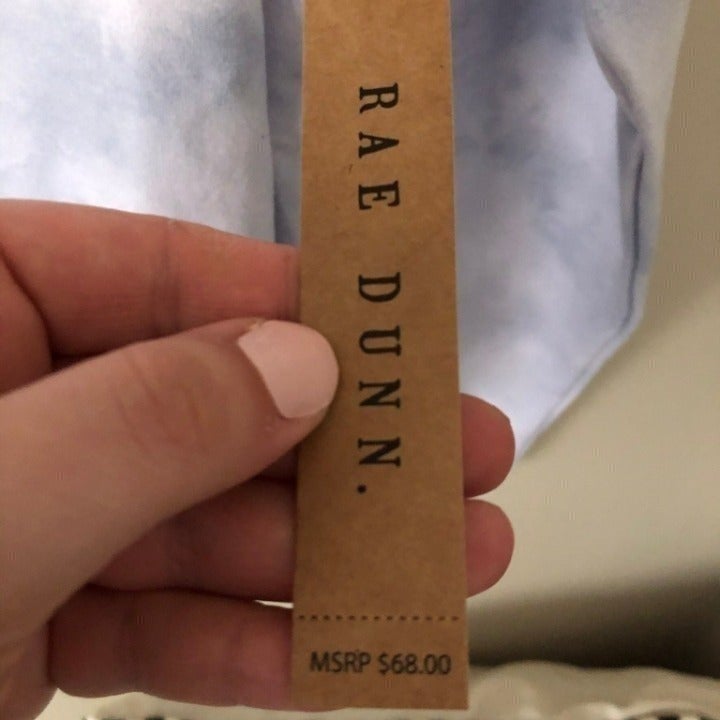 RAE DUNN.
MSRP $68.00